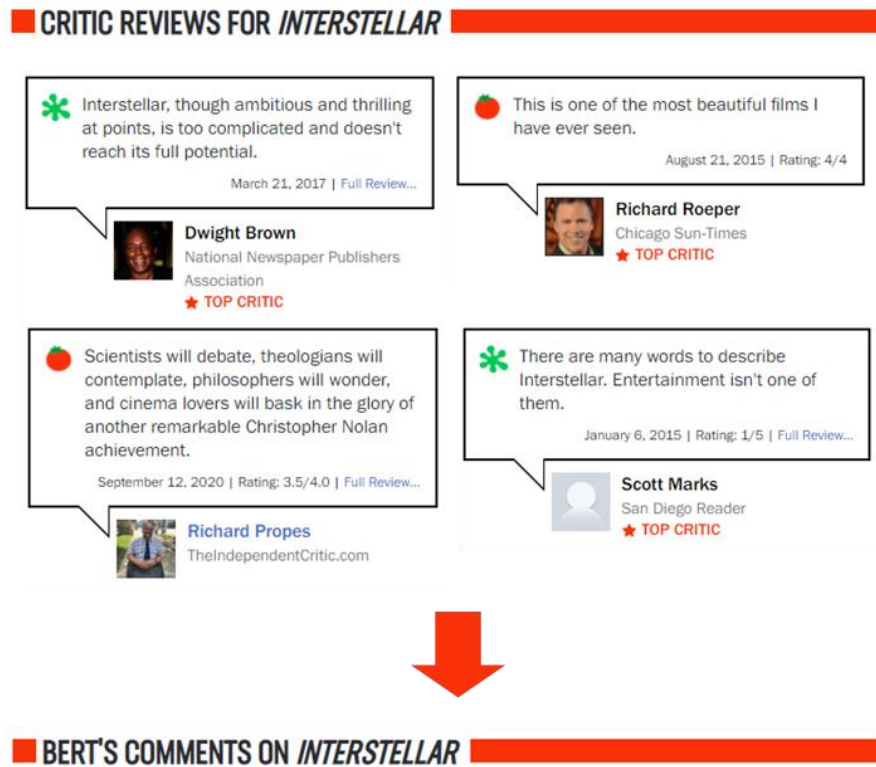 CRITIC REVIEWS FOR INTERSTELLAR
Interstellar, though ambitious and thrilling
at points, is too complicated and doesn't
reach its full potential.
March 21, 2017 | Full Review...
Dwight Brown
National Newspaper Publishers
Association
TOP CRITIC
This is one of the most beautiful films I
have ever seen.
August 21, 2015 | Rating: 4/4
Richard Roeper
Chicago Sun-Times
TOP CRITIC
Scientists will debate, theologians will
contemplate, philosophers will wonder,
and cinema lovers will bask in the glory of
another remarkable Christopher Nolan
achievement.
September 12, 2020 | Rating: 3.5/4.0 | Full Review...
Richard Propes
TheIndependentCritic.com
There are many words to describe
Interstellar. Entertainment isn't one of
them.
January 6, 2015 | Rating: 1/5 | Full Review...
Scott Marks
San Diego Reader
TOP CRITIC
BERT'S COMMENTS ON INTERSTELLAR